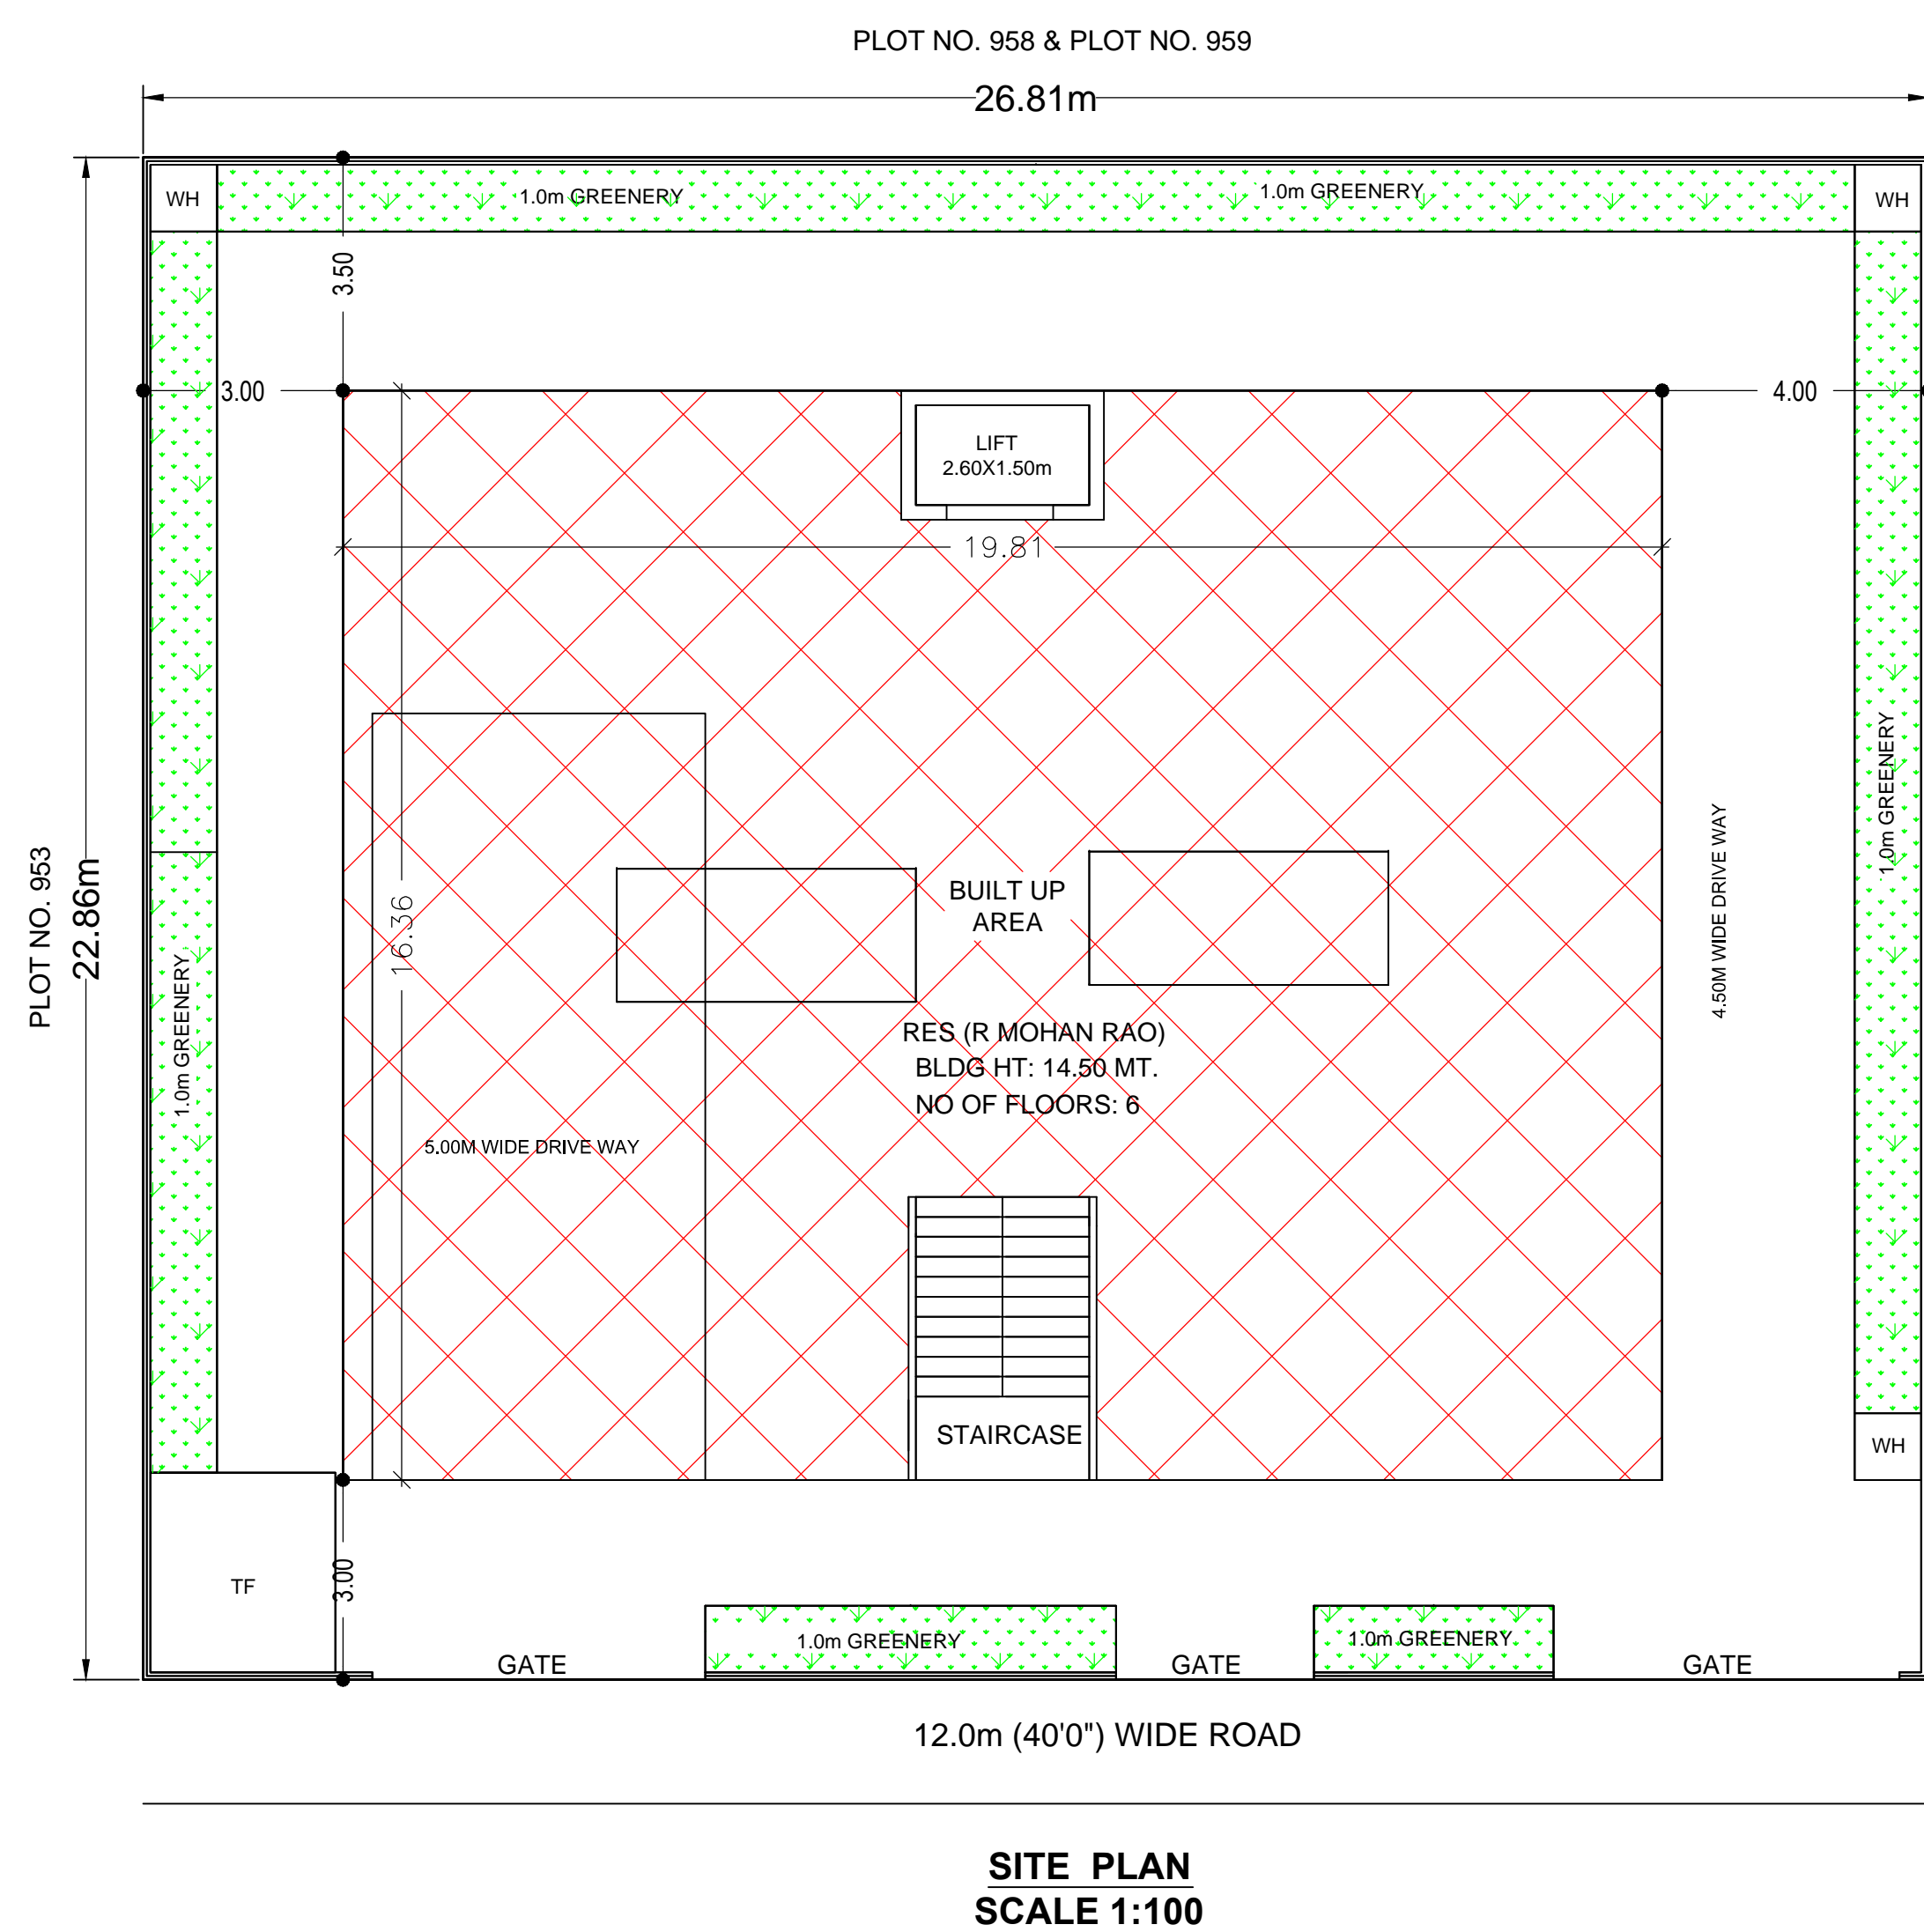 PLOT NO. 958 & PLOT NO. 959
26.81m
WH
1.0m GREENERY
1.0m GREENERY
WH
3.50
3.00
4.00
LIFT
2.60X1.50m
19.81
PLOT NO. 953
22.86m
16.36
BUILT UP
AREA
1.0m GREENERY
4.50M WIDE DRIVE WAY
1.0m GREENERY
RES (R MOHAN RAO)
BLDG HT: 14.50 MT.
NO OF FLOORS: 6
5.00M WIDE DRIVE WAY
STAIRCASE
WH
TF
3.00
1.0m GREENERY
1.0m GREENERY
GATE
GATE
GATE
12.0m (40'0") WIDE ROAD
SITE PLAN
SCALE 1:100